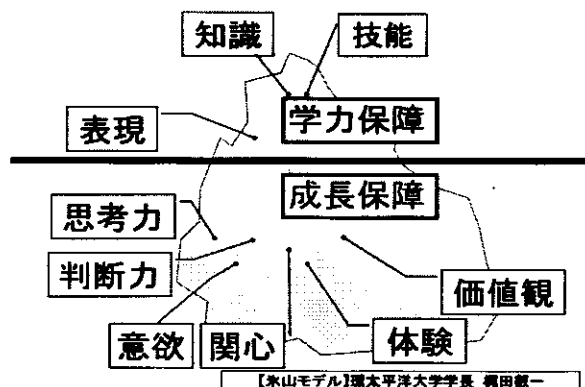 知識 技能
表現
学力保障
成長保障
思考力
判断力
価値観
意欲 関心 体験
【氷山モデル】環太平洋大学学長 梶田叡一